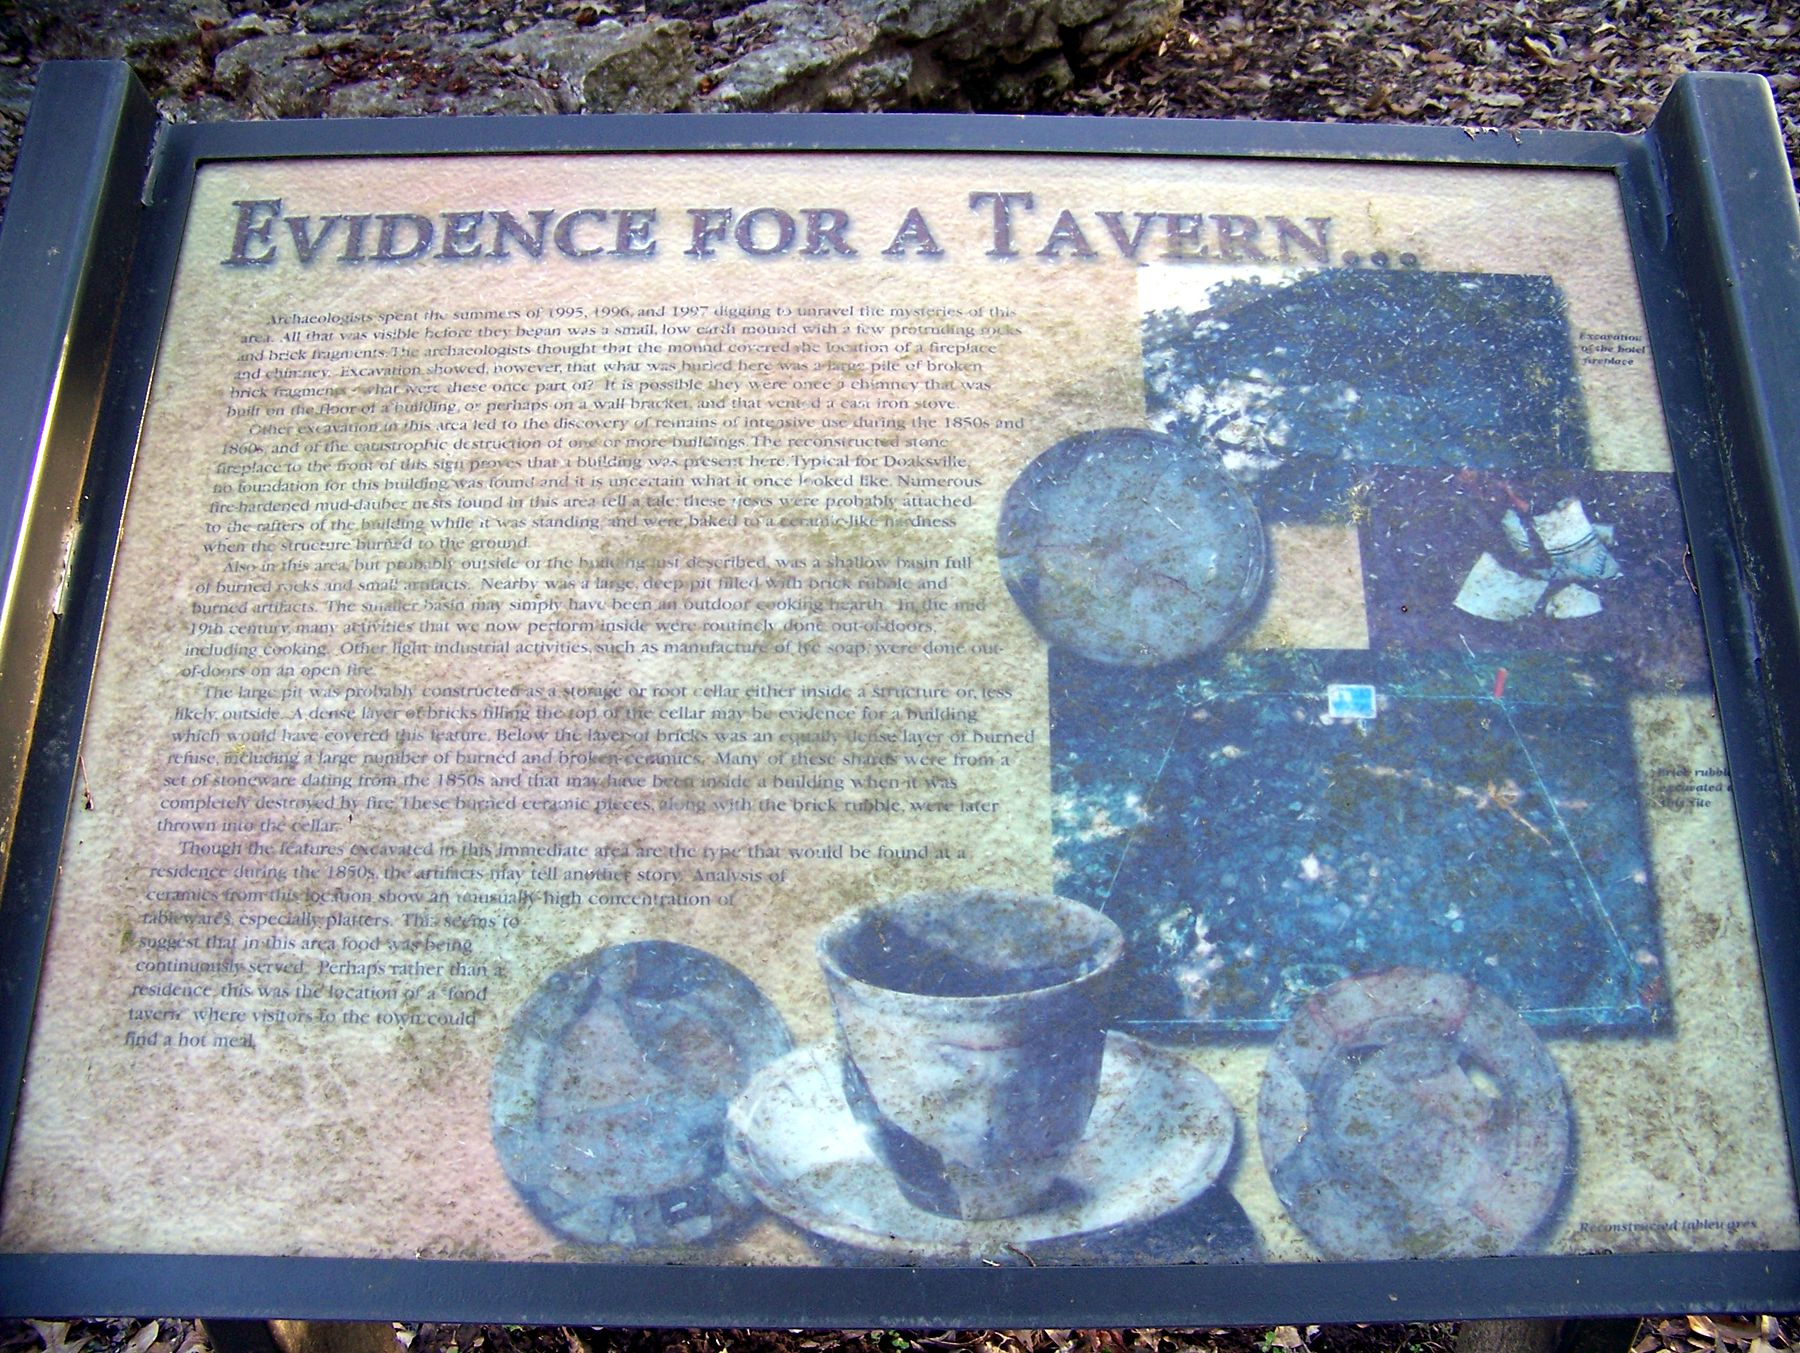 EVIDENCE FOR A TAVERN...
Archaeologists spent the summers of 1995, 1996, and 1997 digging to unravel the mysteries of this
area. All that was visible before they began was a small, low earth mound with a few protruding rocks
and brick fragments. The archaeologists thought that the mound covered the location of a fireplace
and chimney. Excavation showed, however, that what was buried here was a large pile of broken
brick fragments - what were these once part of? It is possible they were once a chimney that was
built on the floor of a building, or perhaps on a wall bracket, and that vented a cast iron stove.
Other excavation in this area led to the discovery of remains of intensive use during the 1850s and
1860s, and of the catastrophic destruction of one or more buildings. The reconstructed stone
fireplace to the front of this sign proves that a building was present here. Typical for Doaksville,
no foundation for this building was found and it is uncertain what it once looked like. Numerous
fire-hardened mud-dauber nests found in this area tell a tale: these nests were probably attached
to the rafters of the building while it was standing, and were baked to a ceramic-like hardness
when the structure burned to the ground.
Also in this area, but probably outside of the building just described, was a shallow basin full
of burned rocks and small artifacts. Nearby was a large, deep pit filled with brick rubble and
burned artifacts. The smaller basin may simply have been an outdoor cooking hearth. In the mid
19th century, many activities that we now perform inside were routinely done out-of-doors,
including cooking. Other light industrial activities, such as manufacture of lye soap, were done out-
of-doors on an open fire.
The large pit was probably constructed as a storage or root cellar either inside a structure or, less
likely, outside. A dense layer of bricks filling the top of the cellar may be evidence for a building
which would have covered this feature. Below the layer of bricks was an equally dense layer of burned
refuse, including a large number of burned and broken ceramics. Many of these shards were from a
set of stoneware dating from the 1850s and that may have been inside a building when it was
completely destroyed by fire. These burned ceramic pieces, along with the brick rubble, were later
thrown into the cellar.
Though the features excavated in this immediate area are the type that would be found at a
residence during the 1850s, the artifacts may tell another story. Analysis of
ceramics from this location show an unusually high concentration of
tablewares, especially platters. This seems to
suggest that in this area food was being
continuously served. Perhaps rather than a
residence, this was the location of a "food
tavern" where visitors to the town could
find a hot meal.
Excavation
of the hotel
fireplace
Brick rubble
excavated
this site
Reconstructed tablewares